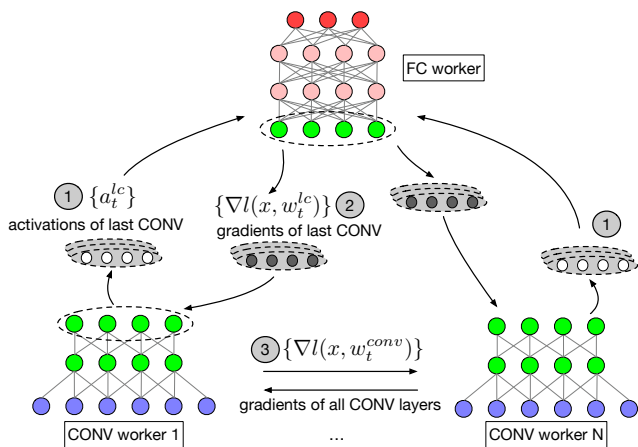 FC worker
1 {a_t^{lc}}
activations of last CONV
{∇l(x, w_t^{lc})} 2
gradients of last CONV
1
3 {∇l(x, w_t^{conv})}
gradients of all CONV layers
CONV worker 1
...
CONV worker N